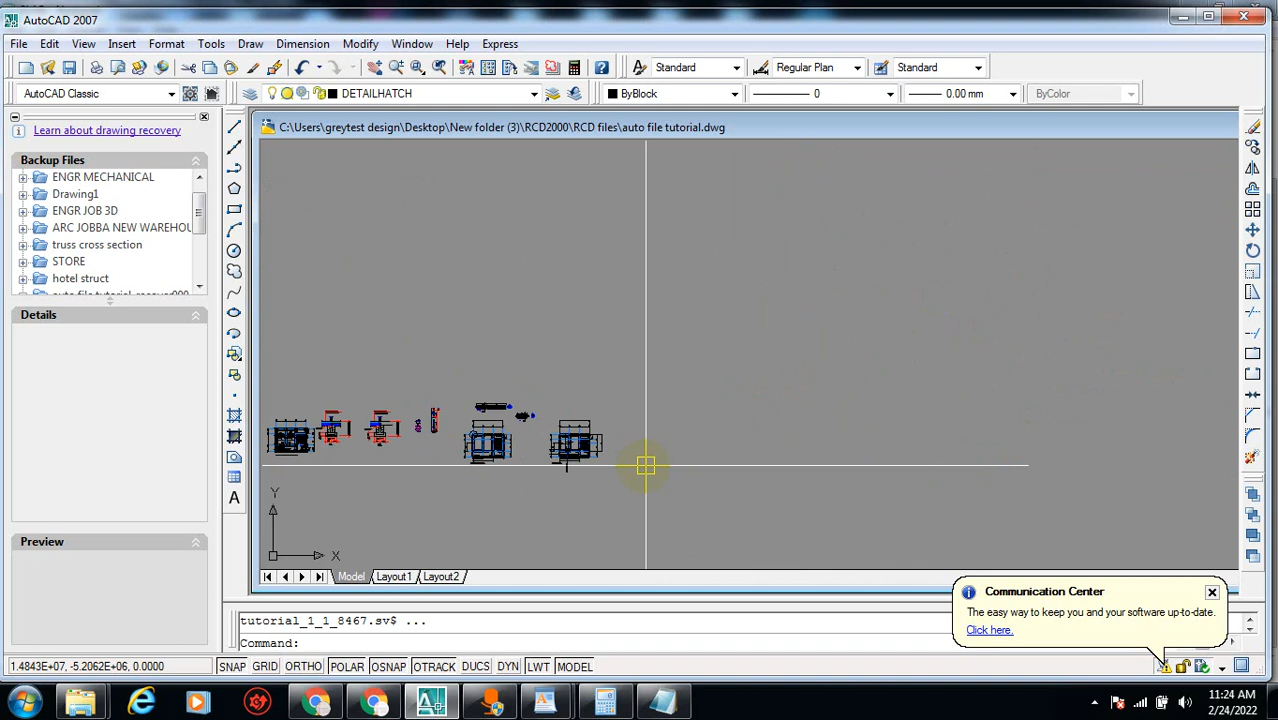 AutoCAD 2007
File Edit View Insert Format Tools Draw Dimension Modify Window Help Express
Standard Regular Plan Standard
AutoCAD Classic DETAILHATCH ByBlock 0 0.00 mm ByColor
Learn about drawing recovery
C:\Users\greytest design\Desktop\New folder (3)\RCD2000\RCD files\auto file tutorial.dwg
Backup Files
ENGR MECHANICAL
Drawing1
ENGR JOB 3D
ARC JOBBA NEW WAREHOU
truss cross section
STORE
hotel struct
Details
Preview
Y
X
Model Layout1 Layout2
Communication Center
The easy way to keep you and your software up-to-date.
Click here.
tutorial_1_1_8467.sv$ ...
Command:
1.4843E+07, -5.2062E+06, 0.0000 SNAP GRID ORTHO POLAR OSNAP OTRACK DUCS DYN LWT MODEL
11:24 AM
2/24/2022